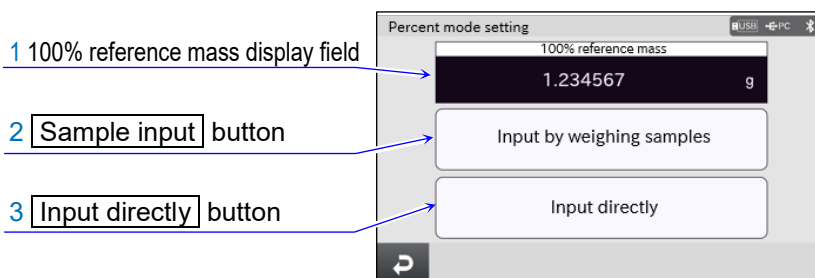 Percent mode setting
USB PC
1 100% reference mass display field
100% reference mass
1.234567 g
2 Sample input button
Input by weighing samples
3 Input directly button
Input directly